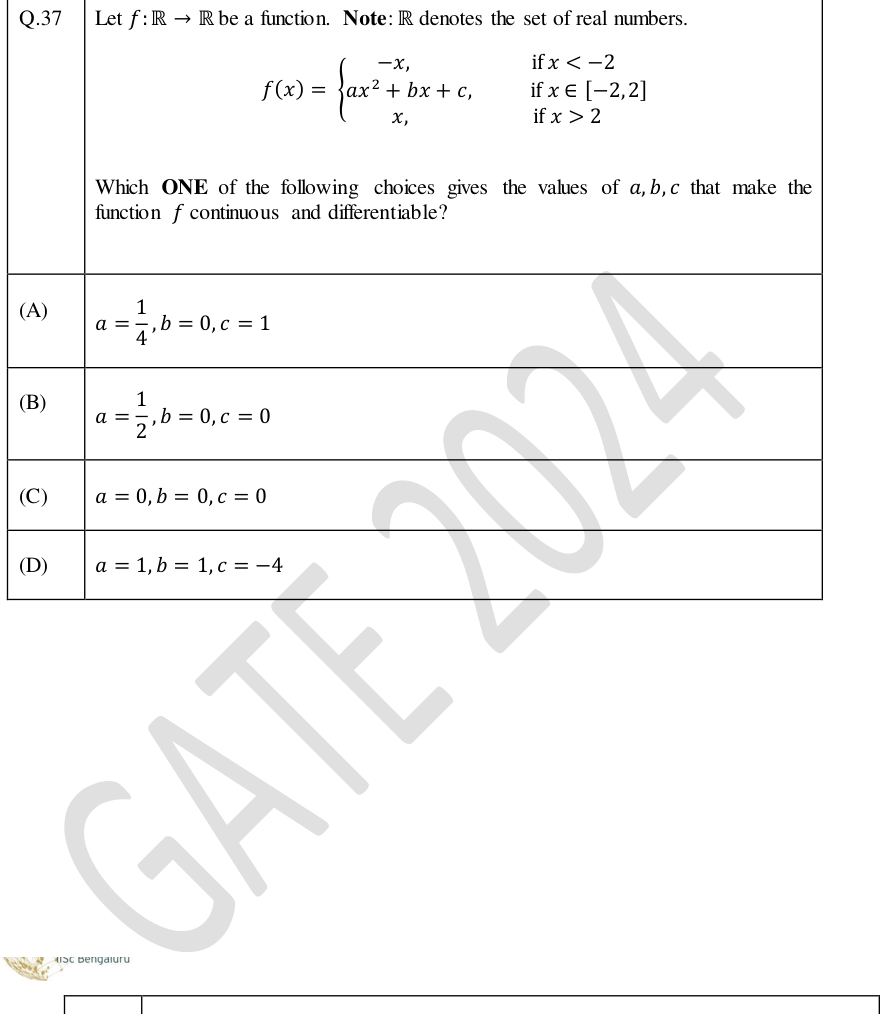 Q.37 Let f: ℝ → ℝ be a function. Note: ℝ denotes the set of real numbers.
f(x) = { −x, if x < −2
ax² + bx + c, if x ∈ [−2,2]
x, if x > 2
Which ONE of the following choices gives the values of a, b, c that make the
function f continuous and differentiable?
(A) a = 1/4, b = 0, c = 1
(B) a = 1/2, b = 0, c = 0
(C) a = 0, b = 0, c = 0
(D) a = 1, b = 1, c = −4
GATE 2024
IISc Bengaluru